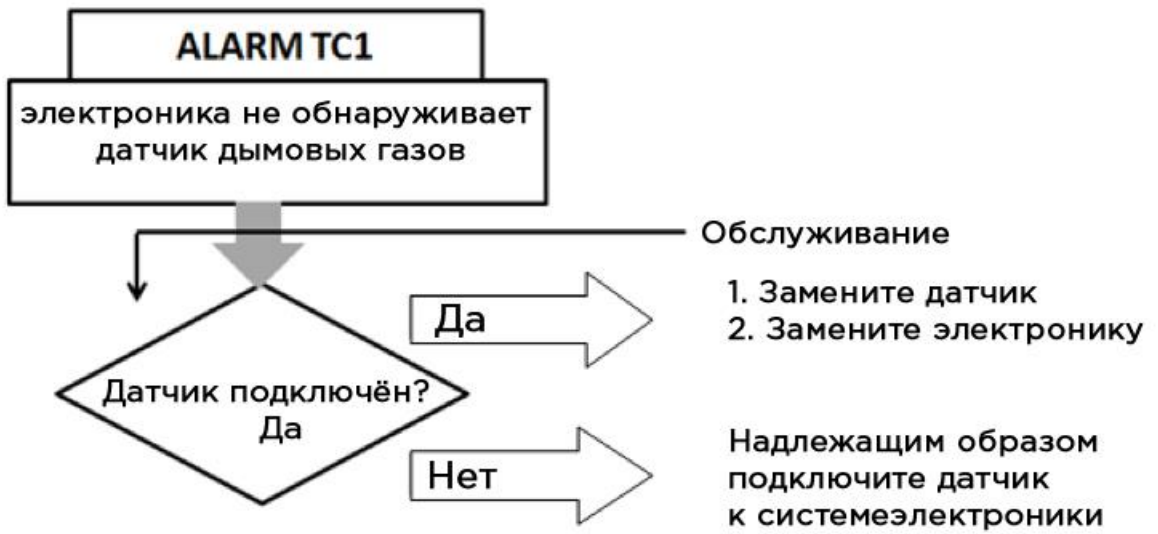 ALARM TC1
электроника не обнаруживает
датчик дымовых газов
Обслуживание
Да
1. Замените датчик
2. Замените электронику
Датчик подключён?
Да
Нет
Надлежащим образом
подключите датчик
к системеэлектроники